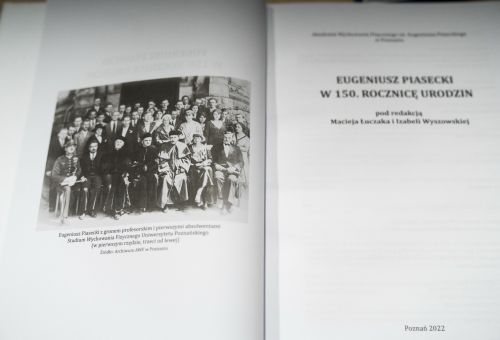 Eugeniusz Piasecki z gronem profesorskim i pierwszymi absolwentami
Studium Wychowania Fizycznego Uniwersytetu Poznańskiego
(w pierwszym rzędzie, trzeci od lewej)
Źródło: Archiwum AWF w Poznaniu
Akademia Wychowania Fizycznego im. Eugeniusza Piaseckiego
w Poznaniu
EUGENIUSZ PIASECKI
W 150. ROCZNICĘ URODZIN
pod redakcją
Macieja Łuczaka i Izabeli Wyszowskiej
Poznań 2022